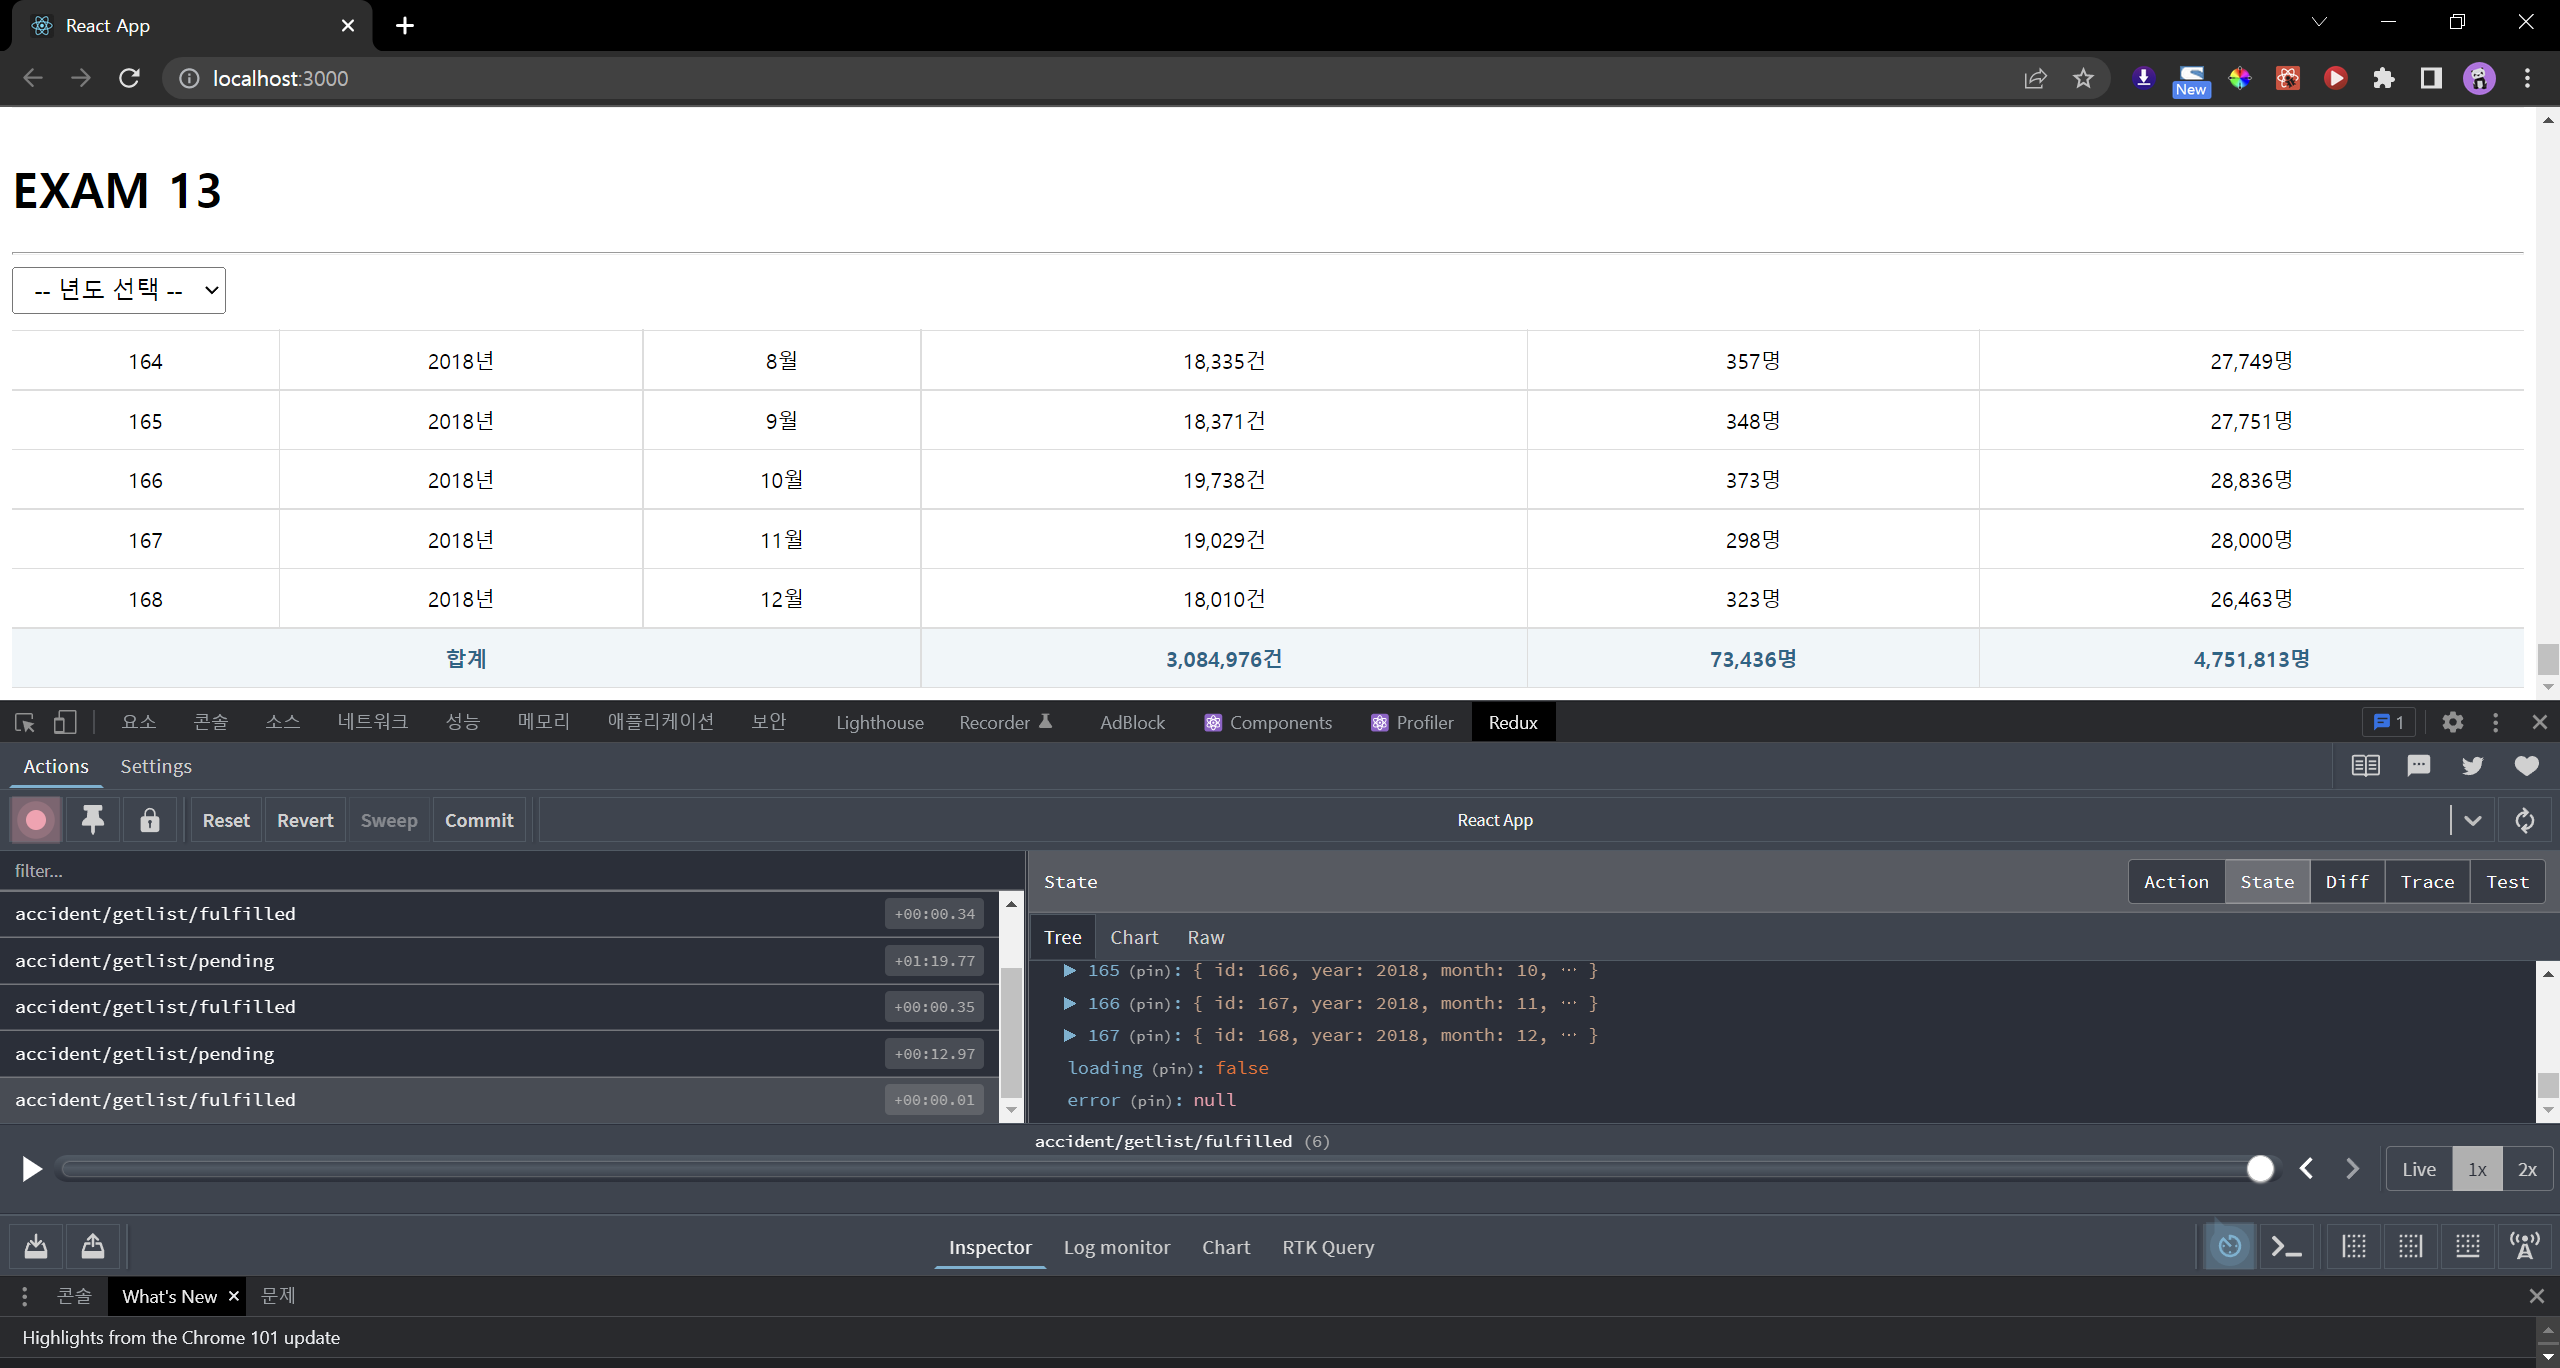 React App
localhost:3000
New
EXAM 13
-- 년도 선택 --
164 2018년 8월 18,335건 357명 27,749명
165 2018년 9월 18,371건 348명 27,751명
166 2018년 10월 19,738건 373명 28,836명
167 2018년 11월 19,029건 298명 28,000명
168 2018년 12월 18,010건 323명 26,463명
합계 3,084,976건 73,436명 4,751,813명
요소 콘솔 소스 네트워크 성능 메모리 애플리케이션 보안 Lighthouse Recorder AdBlock Components Profiler Redux 1
Actions Settings
Reset Revert Sweep Commit React App
filter...
State Action State Diff Trace Test
Tree Chart Raw
accident/getlist/fulfilled +00:00.34
accident/getlist/pending +01:19.77
accident/getlist/fulfilled +00:00.35
accident/getlist/pending +00:12.97
accident/getlist/fulfilled +00:00.01
165 (pin): { id: 166, year: 2018, month: 10, ⋯ }
166 (pin): { id: 167, year: 2018, month: 11, ⋯ }
167 (pin): { id: 168, year: 2018, month: 12, ⋯ }
loading (pin): false
error (pin): null
accident/getlist/fulfilled (6)
Live 1x 2x
Inspector Log monitor Chart RTK Query
콘솔 What's New 문제
Highlights from the Chrome 101 update